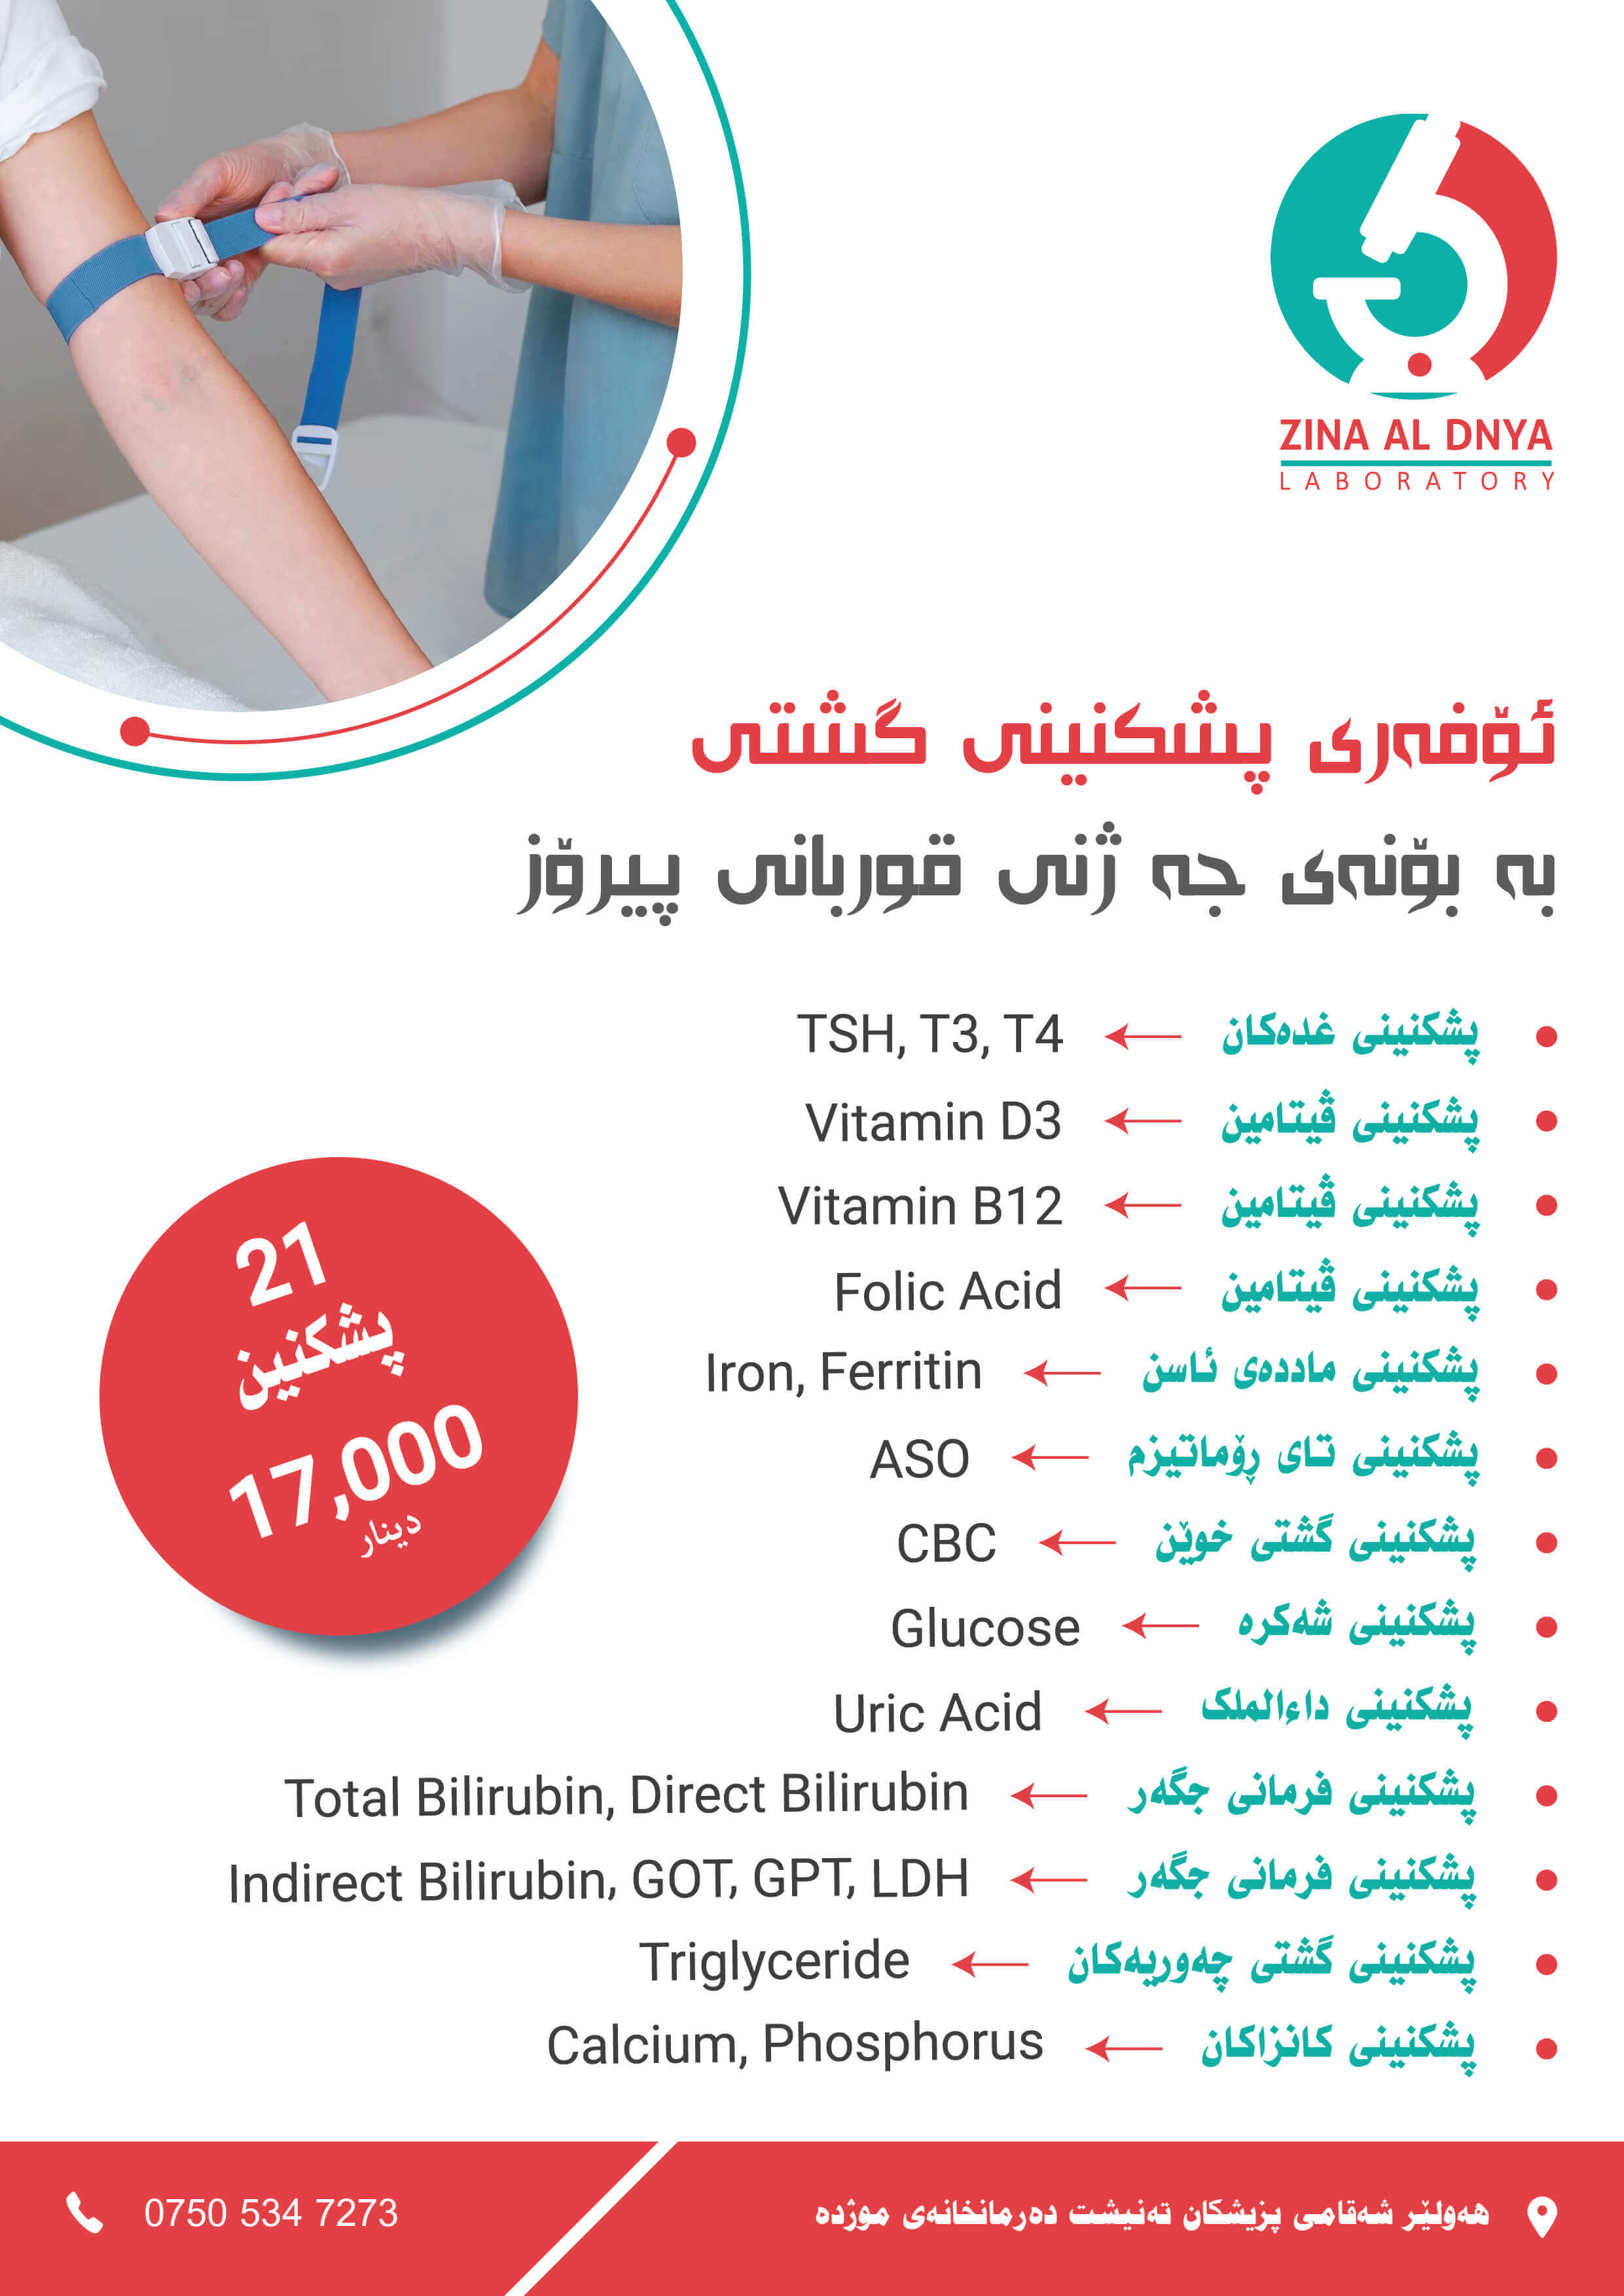 ZINA AL DNYA
LABORATORY
ئۆفەری پشکنینی گشتی
بە بۆنەی جە ژنی قوربانی پیرۆز
پشکنینی غدەکان ← TSH, T3, T4
پشکنینی ڤیتامین ← Vitamin D3
پشکنینی ڤیتامین ← Vitamin B12
پشکنینی ڤیتامین ← Folic Acid
پشکنینی ماددەی ئاسن ← Iron, Ferritin
پشکنینی تای ڕۆماتیزم ← ASO
پشکنینی گشتی خوێن ← CBC
پشکنینی شەکرە ← Glucose
پشکنینی داءالملک ← Uric Acid
پشکنینی فرمانی جگەر ← Total Bilirubin, Direct Bilirubin
پشکنینی فرمانی جگەر ← Indirect Bilirubin, GOT, GPT, LDH
پشکنینی گشتی چەوریەکان ← Triglyceride
پشکنینی کانزاکان ← Calcium, Phosphorus
21
پشکنین
17,000
دینار
هەولێر شەقامی پزیشکان تەنیشت دەرمانخانەی موژدە
0750 534 7273